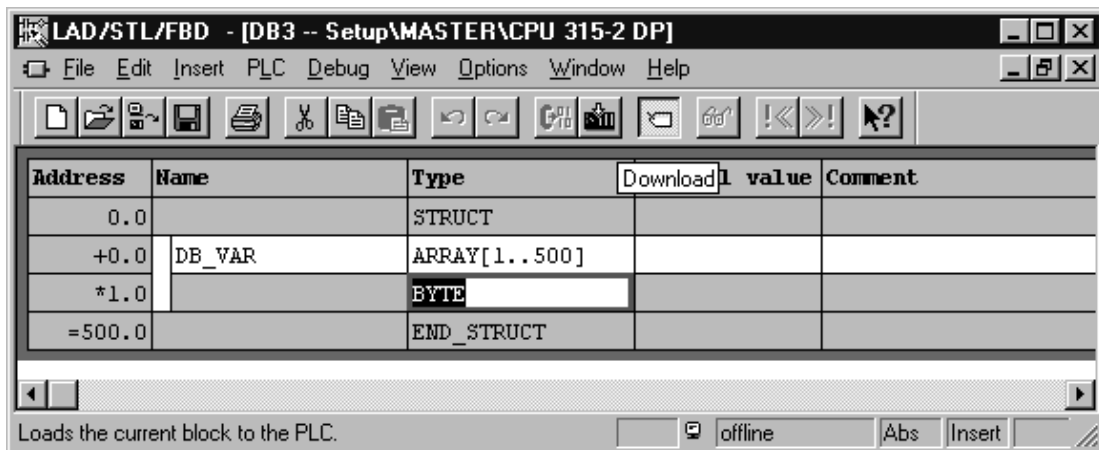 LAD/STL/FBD - [DB3 -- Setup\MASTER\CPU 315-2 DP]
File Edit Insert PLC Debug View Options Window Help
Address Name Type Download l value Comment
0.0 STRUCT
+0.0 DB_VAR ARRAY[1..500]
*1.0 BYTE
=500.0 END_STRUCT
Loads the current block to the PLC. offline Abs Insert